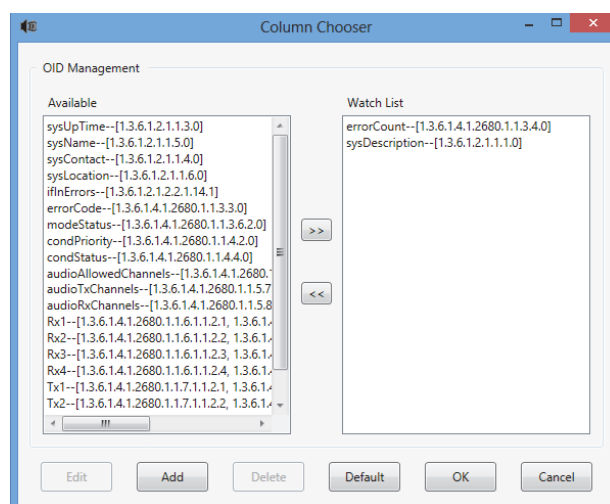 Column Chooser
OID Management
Available
sysUpTime--[1.3.6.1.2.1.1.3.0]
sysName--[1.3.6.1.2.1.1.5.0]
sysContact--[1.3.6.1.2.1.1.4.0]
sysLocation--[1.3.6.1.2.1.1.6.0]
ifInErrors--[1.3.6.1.2.1.2.2.1.14.1]
errorCode--[1.3.6.1.4.1.2680.1.1.3.3.0]
modeStatus--[1.3.6.1.4.1.2680.1.1.3.6.2.0]
condPriority--[1.3.6.1.4.1.2680.1.1.4.2.0]
condStatus--[1.3.6.1.4.1.2680.1.1.4.4.0]
audioAllowedChannels--[1.3.6.1.4.1.2680.
audioTxChannels--[1.3.6.1.4.1.2680.1.1.5.7
audioRxChannels--[1.3.6.1.4.1.2680.1.1.5.8
Rx1--[1.3.6.1.4.1.2680.1.1.6.1.1.2.1, 1.3.6.1.
Rx2--[1.3.6.1.4.1.2680.1.1.6.1.1.2.2, 1.3.6.1.
Rx3--[1.3.6.1.4.1.2680.1.1.6.1.1.2.3, 1.3.6.1.
Rx4--[1.3.6.1.4.1.2680.1.1.6.1.1.2.4, 1.3.6.1.
Tx1--[1.3.6.1.4.1.2680.1.1.7.1.1.2.1, 1.3.6.1.
Tx2--[1.3.6.1.4.1.2680.1.1.7.1.1.2.2, 1.3.6.1.
>>
<<
Watch List
errorCount--[1.3.6.1.4.1.2680.1.1.3.4.0]
sysDescription--[1.3.6.1.2.1.1.1.0]
Edit
Add
Delete
Default
OK
Cancel